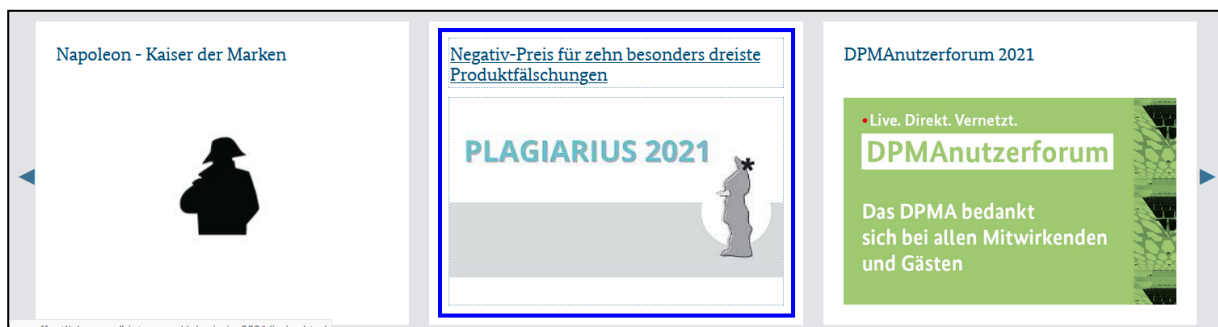 Napoleon - Kaiser der Marken
Negativ-Preis für zehn besonders dreiste
Produktfälschungen
PLAGIARIUS 2021
*
DPMAnutzerforum 2021
•Live. Direkt. Vernetzt.
DPMAnutzerforum
Das DPMA bedankt
sich bei allen Mitwirkenden
und Gästen